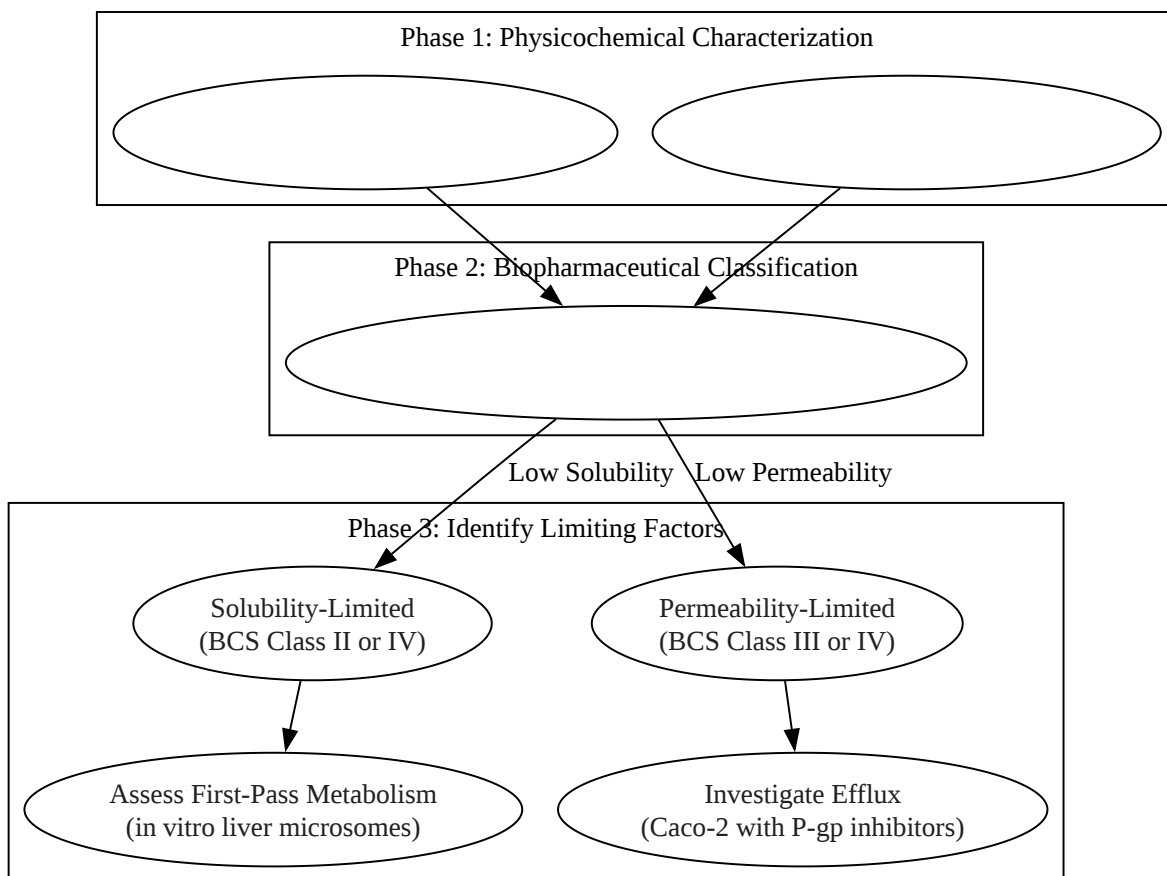 Phase 1: Physicochemical Characterization
Phase 2: Biopharmaceutical Classification
Low Solubility
Low Permeability
Phase 3: Identify Limiting Factors
Solubility-Limited
(BCS Class II or IV)
Permeability-Limited
(BCS Class III or IV)
Assess First-Pass Metabolism
(in vitro liver microsomes)
Investigate Efflux
(Caco-2 with P-gp inhibitors)